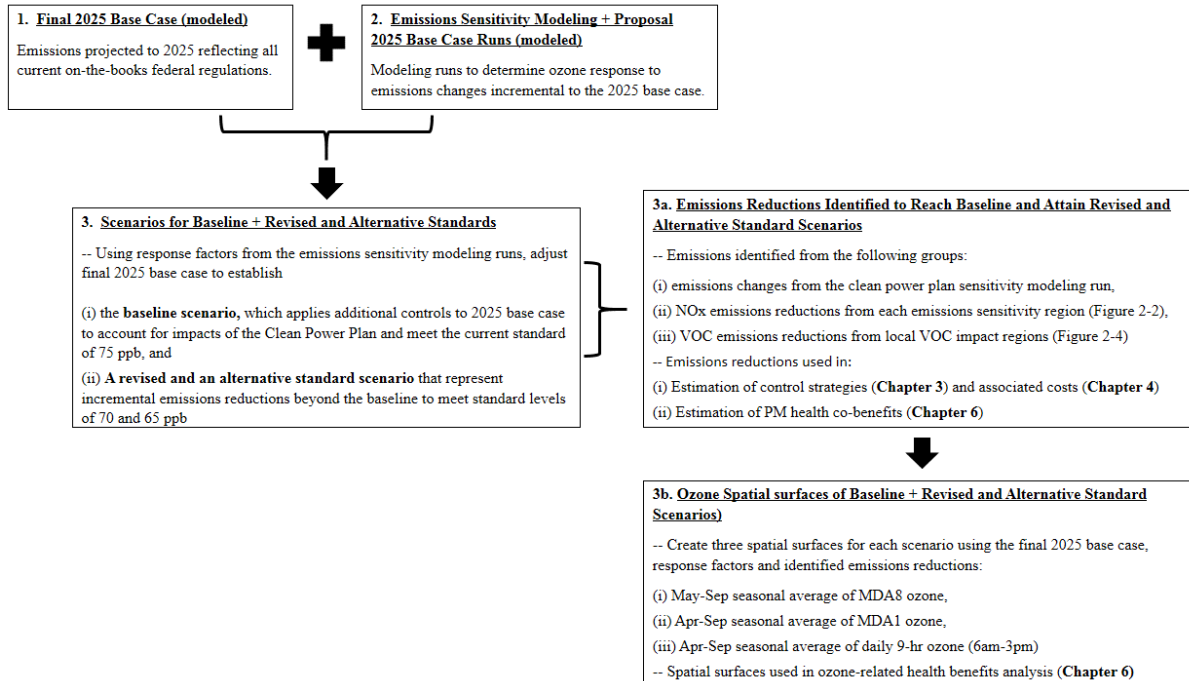 1. Final 2025 Base Case (modeled)
Emissions projected to 2025 reflecting all
current on-the-books federal regulations.
2. Emissions Sensitivity Modeling + Proposal
2025 Base Case Runs (modeled)
Modeling runs to determine ozone response to
emissions changes incremental to the 2025 base case.
3. Scenarios for Baseline + Revised and Alternative Standards
-- Using response factors from the emissions sensitivity modeling runs, adjust
final 2025 base case to establish
(i) the baseline scenario, which applies additional controls to 2025 base case
to account for impacts of the Clean Power Plan and meet the current standard
of 75 ppb, and
(ii) A revised and an alternative standard scenario that represent
incremental emissions reductions beyond the baseline to meet standard levels
of 70 and 65 ppb
3a. Emissions Reductions Identified to Reach Baseline and Attain Revised and
Alternative Standard Scenarios
-- Emissions identified from the following groups:
(i) emissions changes from the clean power plan sensitivity modeling run,
(ii) NOx emissions reductions from each emissions sensitivity region (Figure 2-2),
(iii) VOC emissions reductions from local VOC impact regions (Figure 2-4)
-- Emissions reductions used in:
(i) Estimation of control strategies (Chapter 3) and associated costs (Chapter 4)
(ii) Estimation of PM health co-benefits (Chapter 6)
3b. Ozone Spatial surfaces of Baseline + Revised and Alternative Standard
Scenarios)
-- Create three spatial surfaces for each scenario using the final 2025 base case,
response factors and identified emissions reductions:
(i) May-Sep seasonal average of MDA8 ozone,
(ii) Apr-Sep seasonal average of MDA1 ozone,
(iii) Apr-Sep seasonal average of daily 9-hr ozone (6am-3pm)
-- Spatial surfaces used in ozone-related health benefits analysis (Chapter 6)